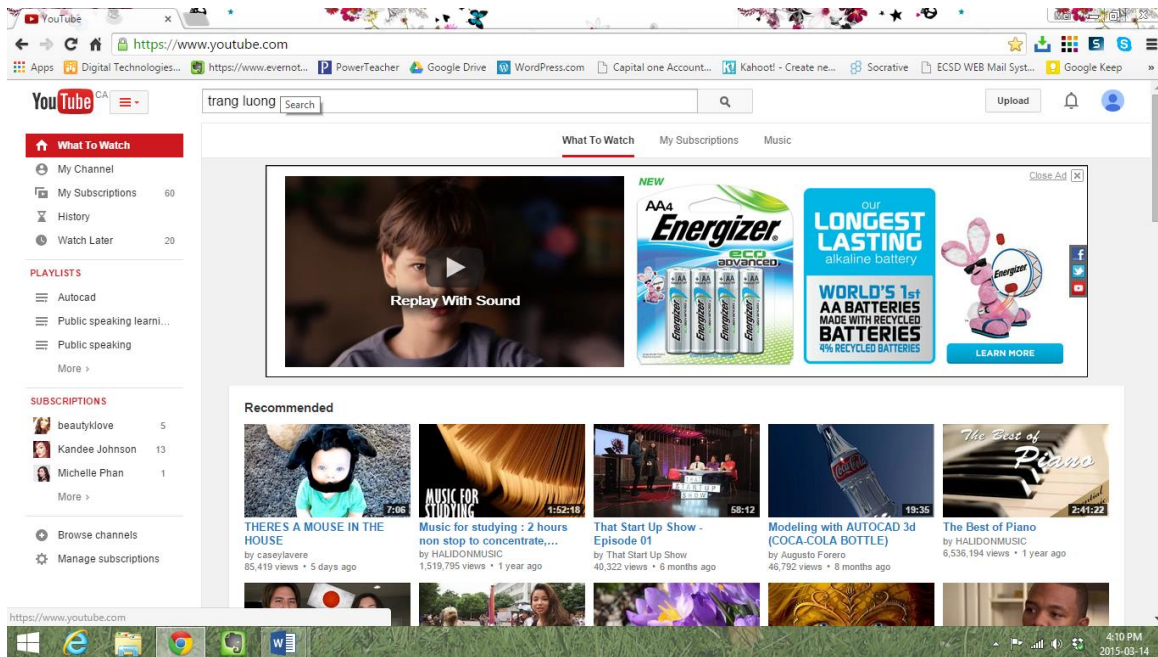 YouTube
https://www.youtube.com
Apps Digital Technologies... https://www.evernot... PowerTeacher Google Drive WordPress.com Capital one Account... Kahoot! - Create ne... Socrative ECSD WEB Mail Syst... Google Keep »
YouTube CA
trang luong
Search
Upload
What To Watch My Subscriptions Music
What To Watch
My Channel
My Subscriptions 60
History
Watch Later 20
PLAYLISTS
Autocad
Public speaking learni...
Public speaking
More ›
SUBSCRIPTIONS
beautyklove 5
Kandee Johnson 13
Michelle Phan 1
More ›
Browse channels
Manage subscriptions
Close Ad X
Replay With Sound
NEW
AA4
Energizer
eco
advanced
Energizer Energizer Energizer Energizer
our
LONGEST
LASTING
alkaline battery
WORLD'S 1st
AA BATTERIES
MADE WITH RECYCLED
BATTERIES
4% RECYCLED BATTERIES
Energizer
LEARN MORE
Recommended
7:06
THERES A MOUSE IN THE
HOUSE
by caseylavere
85,419 views • 5 days ago
MUSIC FOR
STUDYING
1:52:18
Music for studying : 2 hours
non stop to concentrate,...
by HALIDONMUSIC
1,519,795 views • 1 year ago
THAT
STARTUP
SHOW
58:12
That Start Up Show -
Episode 01
by That Start Up Show
40,322 views • 6 months ago
Coca-Cola
19:35
Modeling with AUTOCAD 3d
(COCA-COLA BOTTLE)
by Augusto Forero
46,792 views • 8 months ago
The Best of
Piano
2:41:22
The Best of Piano
by HALIDONMUSIC
6,536,194 views • 1 year ago
https://www.youtube.com
4:10 PM
2015-03-14